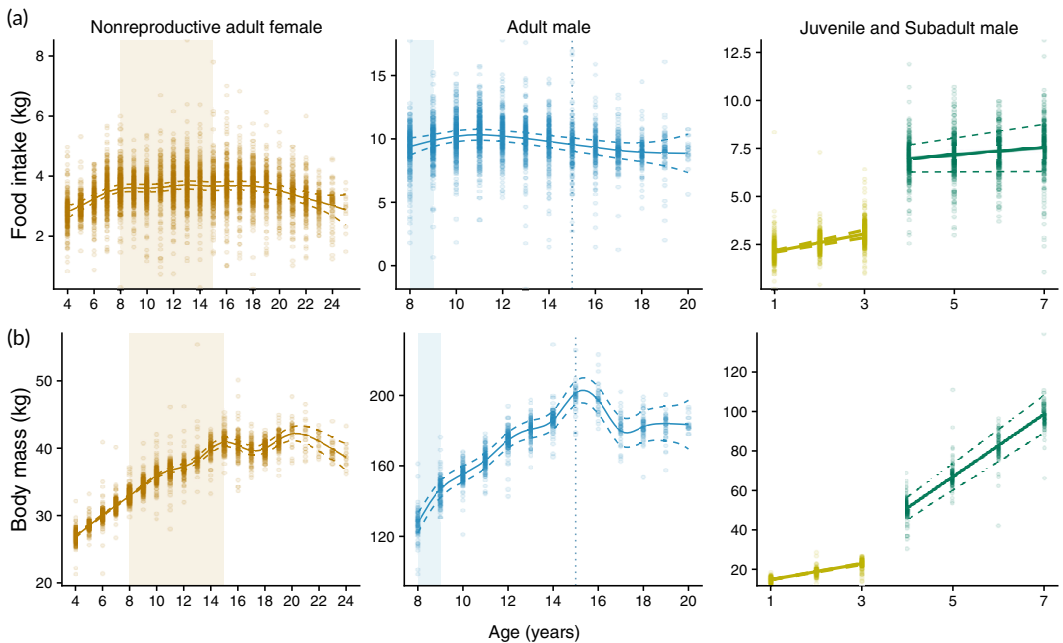 (a)
Nonreproductive adult female
Adult male
Juvenile and Subadult male
Food intake (kg)
8
6
4
2
4 6 8 10 12 14 16 18 20 22 24
15
10
5
0
8 10 12 14 16 18 20
12.5
10.0
7.5
5.0
2.5
1 3 5 7
(b)
Body mass (kg)
50
40
30
20
4 6 8 10 12 14 16 18 20 22 24
200
160
120
8 10 12 14 16 18 20
120
100
80
60
40
20
1 3 5 7
Age (years)